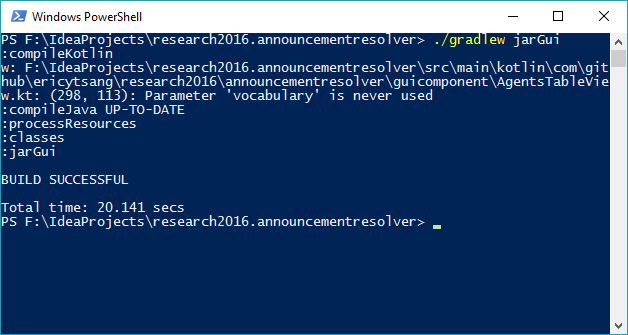 Windows PowerShell
PS F:\IdeaProjects\research2016.announcementresolver> ./gradlew jarGui
:compileKotlin
w: F:\IdeaProjects\research2016.announcementresolver\src\main\kotlin\com\git
hub\ericytsang\research2016\announcementresolver\guicomponent\AgentsTableVie
w.kt: (298, 113): Parameter 'vocabulary' is never used
:compileJava UP-TO-DATE
:processResources
:classes
:jarGui
BUILD SUCCESSFUL
Total time: 20.141 secs
PS F:\IdeaProjects\research2016.announcementresolver>